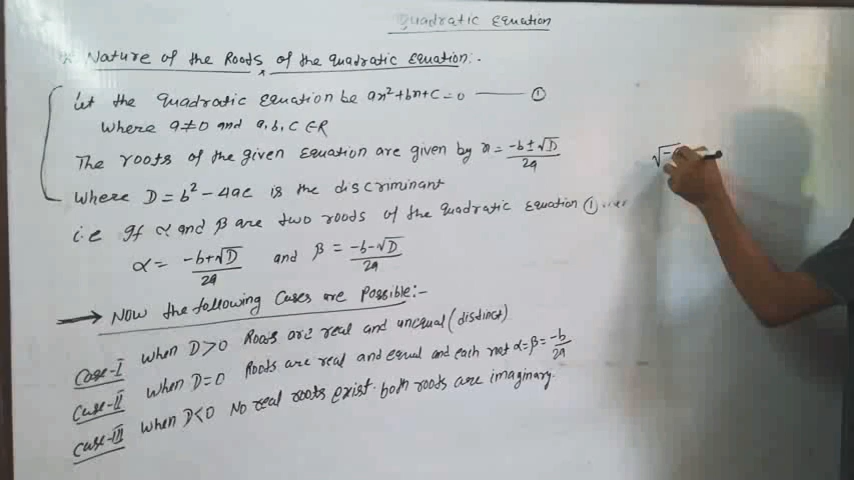 Quadratic Equation
* Nature of the Roots of the quadratic Equation:-
Let the quadratic Equation be ax²+bx+c=0 —— ①
Where a≠0 and a,b,c ∈R
The roots of the given Equation are given by x = (-b±√D)/2a
Where D = b²-4ac is the discriminant
i.e If α and β are two roots of the quadratic Equation ① ....
α = (-b+√D)/2a and β = (-b-√D)/2a
→ Now the following Cases are Possible:-
Case-I When D>0 Roots are real and unequal (distinct)
Case-II When D=0 Roots are real and equal and each α=β= -b/2a
Case-III When D<0 No real roots exist. both roots are imaginary.
√-